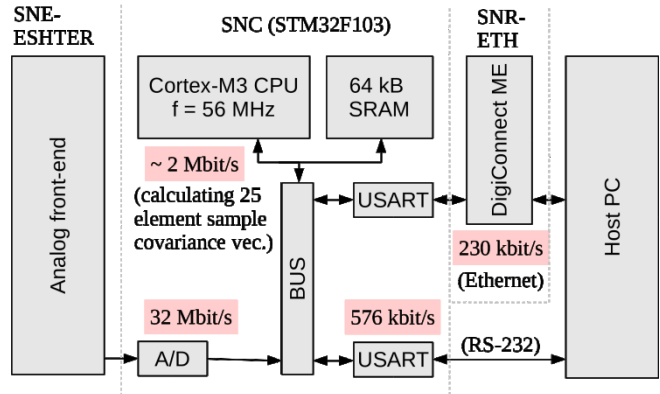 SNE-
ESHTER
SNC (STM32F103)
SNR-
ETH
Analog front-end
Cortex-M3 CPU
f = 56 MHz
64 kB
SRAM
DigiConnect ME
Host PC
~ 2 Mbit/s
(calculating 25
element sample
covariance vec.)
BUS
USART
230 kbit/s
(Ethernet)
32 Mbit/s
576 kbit/s
A/D
USART
(RS-232)